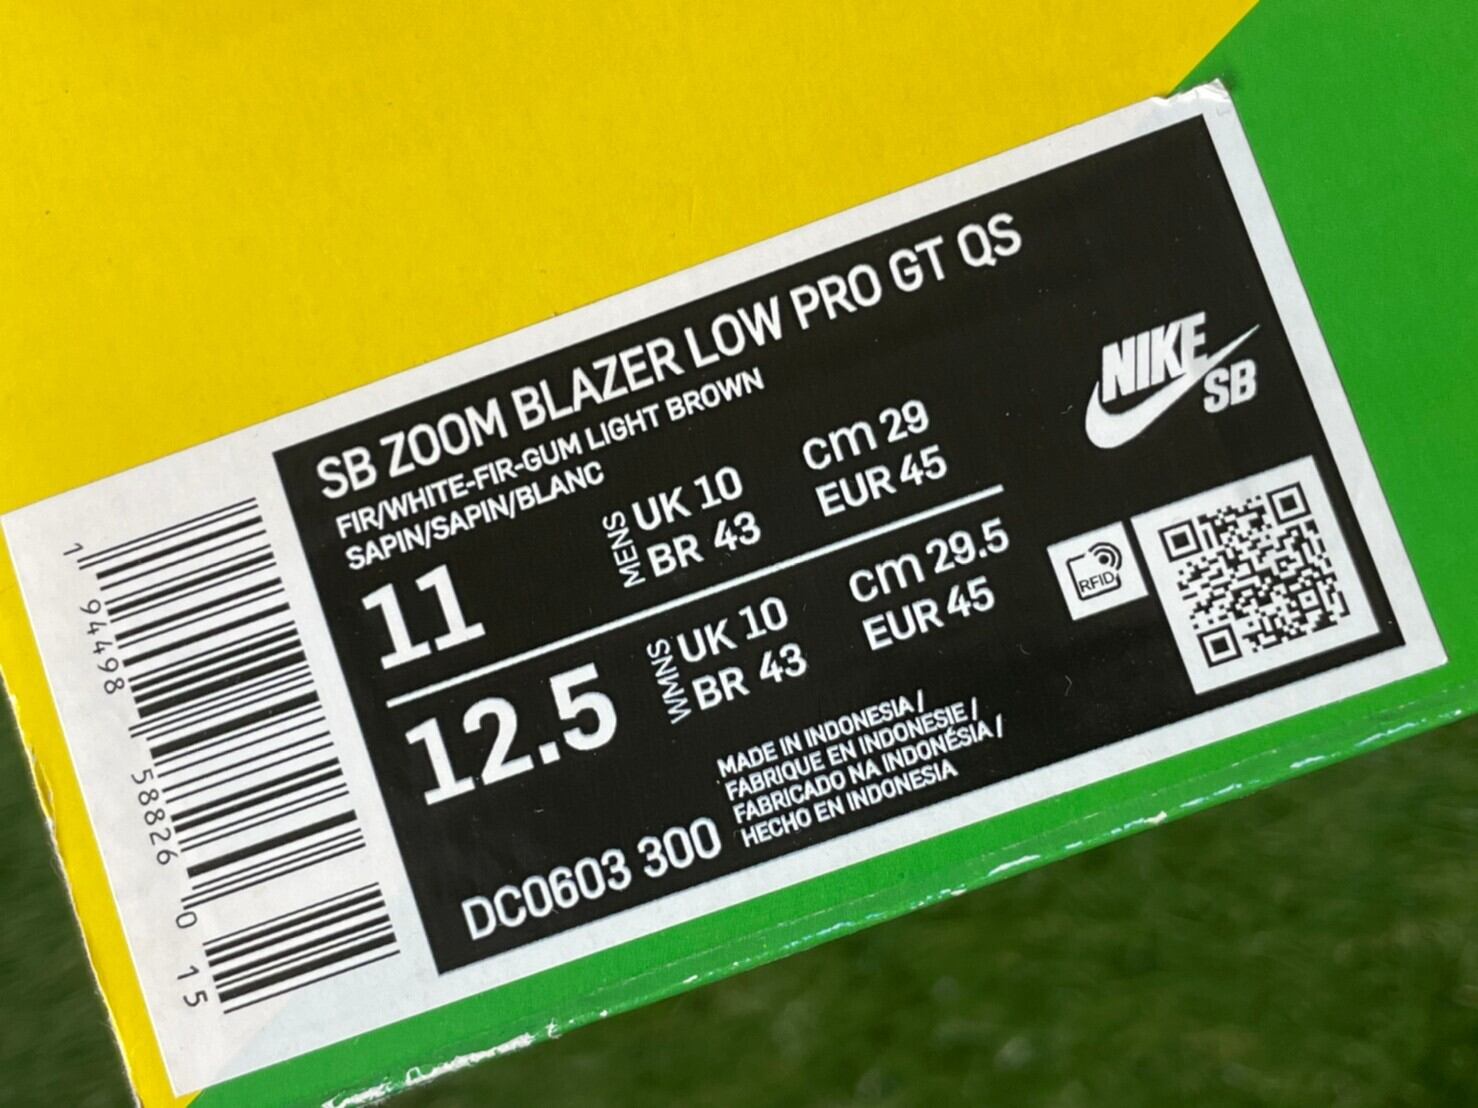 SB ZOOM BLAZER LOW PRO GT QS
FIR/WHITE-FIR-GUM LIGHT BROWN
SAPIN/SAPIN/BLANC
11
MENS
UK 10
BR 43
cm 29
EUR 45
12.5
WMNS
UK 10
BR 43
cm 29.5
EUR 45
MADE IN INDONESIA /
FABRIQUE EN INDONESIE /
FABRICADO NA INDONÉSIA /
HECHO EN INDONESIA
DC0603 300
NIKE
SB
RFID
1 94498 58826 0 15